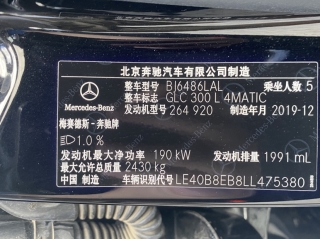 北京奔驰汽车有限公司制造
整车型号 BJ6486LAL 乘坐人数 5
整车标志 GLC 300 L 4MATIC
发动机型号 264 920 制造年月 2019-12
Mercedes-Benz
梅赛德斯-奔驰牌
1.0 %
发动机最大净功率 190 kW 发动机排量 1991 mL
最大允许总质量 2430 kg
车辆识别代号 LE40B8EB8LL475380